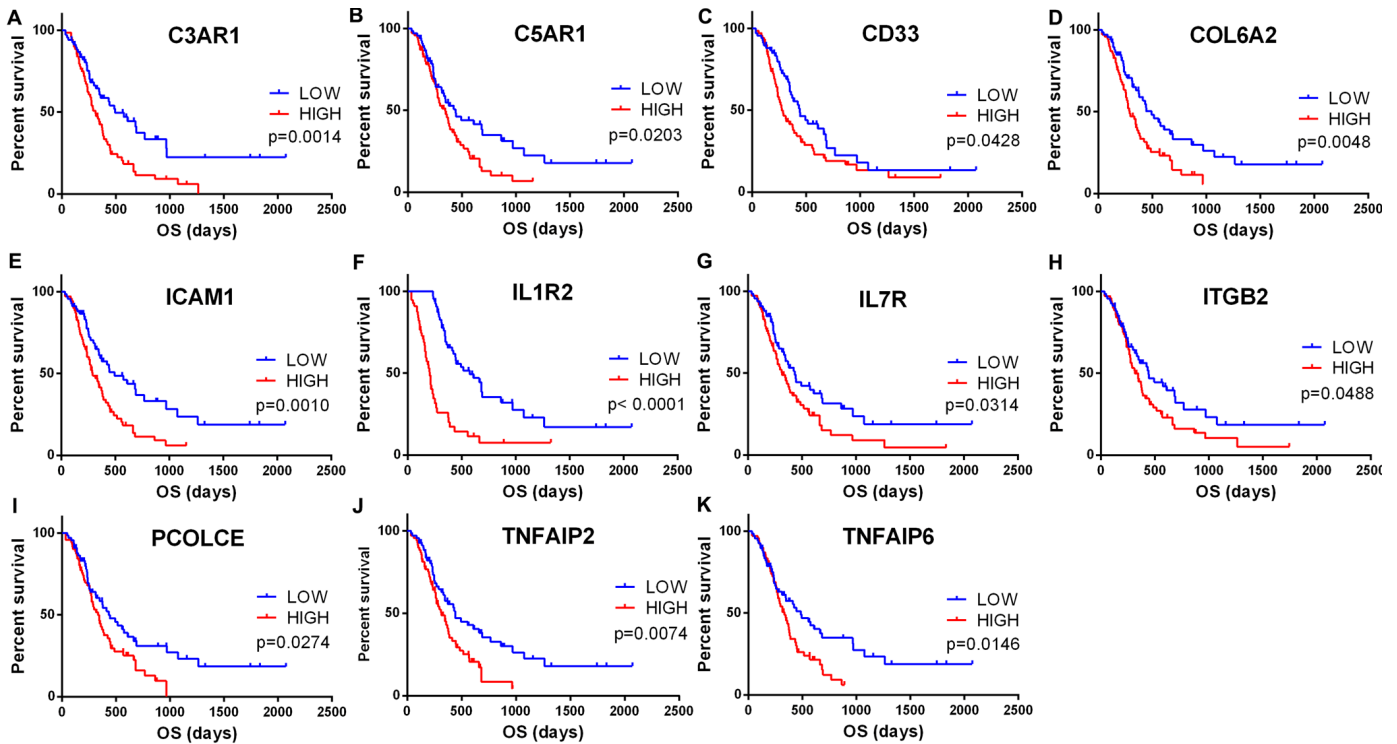 A
C3AR1
Percent survival
100
50
0
LOW
HIGH
p=0.0014
0 500 1000 1500 2000 2500
OS (days)
B
C5AR1
Percent survival
100
50
0
LOW
HIGH
p=0.0203
0 500 1000 1500 2000 2500
OS (days)
C
CD33
Percent survival
100
50
0
LOW
HIGH
p=0.0428
0 500 1000 1500 2000 2500
OS (days)
D
COL6A2
Percent survival
100
50
0
LOW
HIGH
p=0.0048
0 500 1000 1500 2000 2500
OS (days)
E
ICAM1
Percent survival
100
50
0
LOW
HIGH
p=0.0010
0 500 1000 1500 2000 2500
OS (days)
F
IL1R2
Percent survival
100
50
0
LOW
HIGH
p< 0.0001
0 500 1000 1500 2000 2500
OS (days)
G
IL7R
Percent survival
100
50
0
LOW
HIGH
p=0.0314
0 500 1000 1500 2000 2500
OS (days)
H
ITGB2
Percent survival
100
50
0
LOW
HIGH
p=0.0488
0 500 1000 1500 2000 2500
OS (days)
I
PCOLCE
Percent survival
100
50
0
LOW
HIGH
p=0.0274
0 500 1000 1500 2000 2500
OS (days)
J
TNFAIP2
Percent survival
100
50
0
LOW
HIGH
p=0.0074
0 500 1000 1500 2000 2500
OS (days)
K
TNFAIP6
Percent survival
100
50
0
LOW
HIGH
p=0.0146
0 500 1000 1500 2000 2500
OS (days)